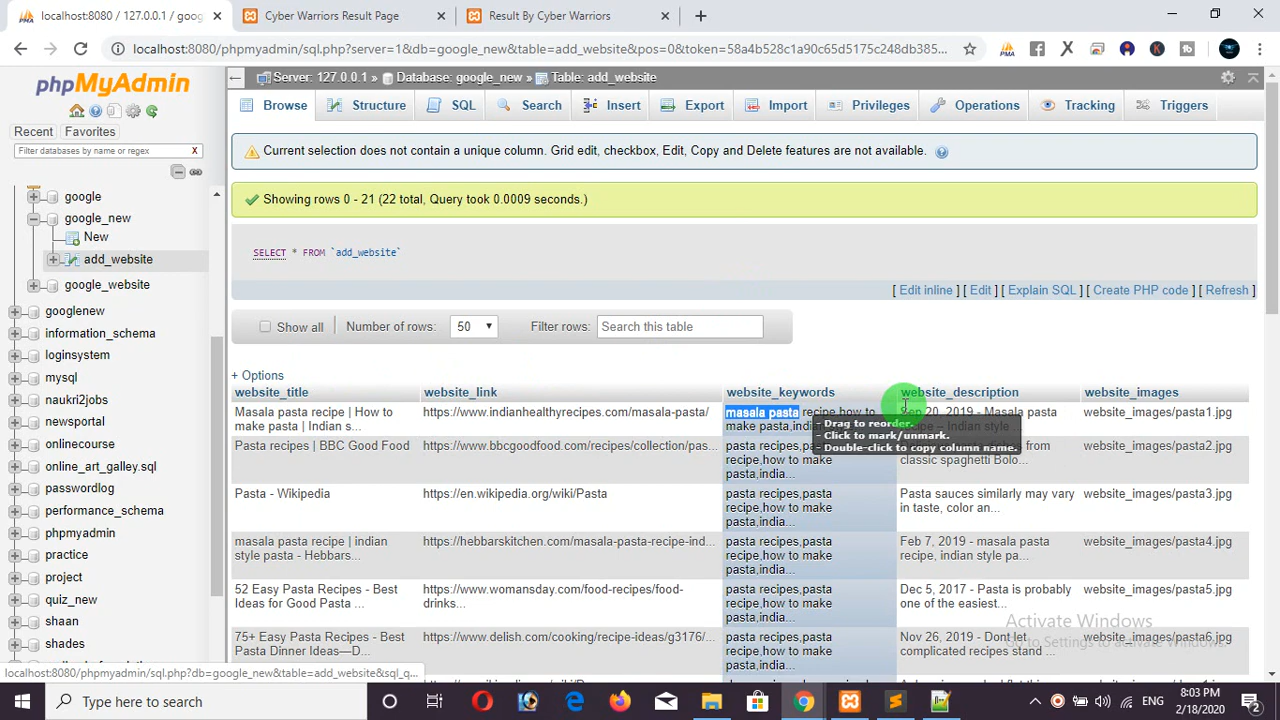 localhost:8080 / 127.0.0.1 / goog
Cyber Warriors Result Page
Result By Cyber Warriors
localhost:8080/phpmyadmin/sql.php?server=1&db=google_new&table=add_website&pos=0&token=58a4b528c1a90c65d5175c248db385...
phpMyAdmin
Recent
Favorites
Filter databases by name or regex
X
google
google_new
New
add_website
google_website
googlenew
information_schema
loginsystem
mysql
naukri2jobs
newsportal
onlinecourse
online_art_galley.sql
passwordlog
performance_schema
phpmyadmin
practice
project
quiz_new
shaan
shades
Server: 127.0.0.1 » Database: google_new » Table: add_website
Browse
Structure
SQL
Search
Insert
Export
Import
Privileges
Operations
Tracking
Triggers
Current selection does not contain a unique column. Grid edit, checkbox, Edit, Copy and Delete features are not available.
Showing rows 0 - 21 (22 total, Query took 0.0009 seconds.)
SELECT * FROM `add_website`
[ Edit inline ] [ Edit ] [ Explain SQL ] [ Create PHP code ] [ Refresh ]
Show all
Number of rows:
50
Filter rows:
Search this table
+ Options
website_title website_link website_keywords website_description website_images
Masala pasta recipe | How to make pasta | Indian s...
https://www.indianhealthyrecipes.com/masala-pasta/
masala pasta recipe,how to
make pasta,indi
Sep 20, 2019 - Masala pasta
recipe – Indian style
website_images/pasta1.jpg
- Drag to reorder.
- Click to mark/unmark.
- Double-click to copy column name.
Pasta recipes | BBC Good Food
https://www.bbcgoodfood.com/recipes/collection/pas...
pasta recipes,pa
recipe,how to make
pasta,india...
dishes from
classic spaghetti Bolo...
website_images/pasta2.jpg
Pasta - Wikipedia
https://en.wikipedia.org/wiki/Pasta
pasta recipes,pasta
recipe,how to make
pasta,india...
Pasta sauces similarly may vary
in taste, color an...
website_images/pasta3.jpg
masala pasta recipe | indian
style pasta - Hebbars...
https://hebbarskitchen.com/masala-pasta-recipe-ind...
pasta recipes,pasta
recipe,how to make
pasta,india...
Feb 7, 2019 - masala pasta
recipe, indian style pa...
website_images/pasta4.jpg
52 Easy Pasta Recipes - Best
Ideas for Good Pasta ...
https://www.womansday.com/food-recipes/food-
drinks...
pasta recipes,pasta
recipe,how to make
pasta,india...
Dec 5, 2017 - Pasta is probably
one of the easiest...
website_images/pasta5.jpg
75+ Easy Pasta Recipes - Best
Pasta Dinner Ideas—D...
https://www.delish.com/cooking/recipe-ideas/g3176/...
pasta recipes,pasta
recipe,how to make
pasta,india...
Nov 26, 2019 - Dont let
complicated recipes stand ...
website_images/pasta6.jpg
Activate Windows
Go to Settings to activate Windows.
localhost:8080/phpmyadmin/sql.php?db=google_new&table=add_website&sql_q...
Type here to search
ENG
8:03 PM
2/18/2020
2